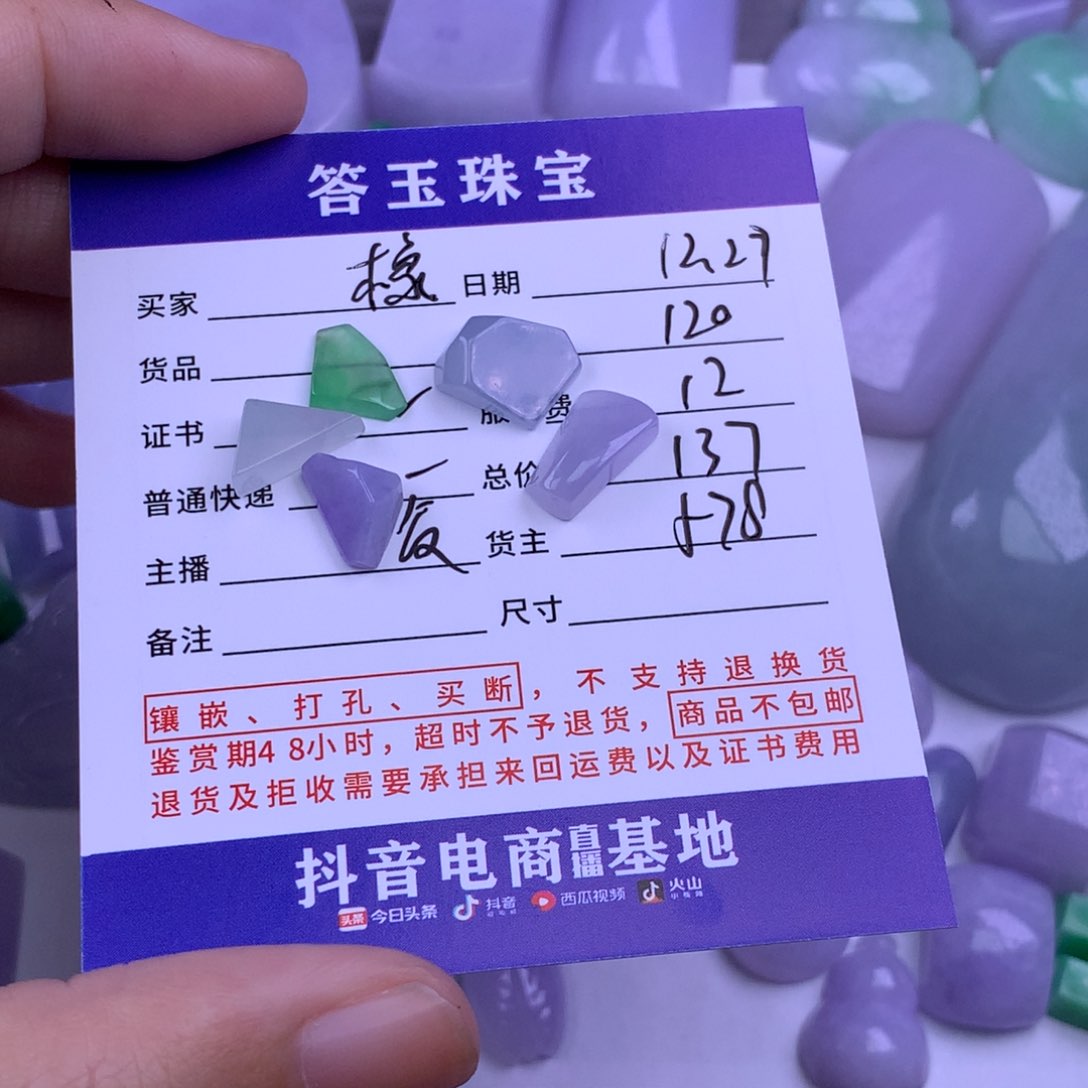 答玉珠宝
买家 橡 日期 12.27
货品 120
证书 费 12
普通快递 总价 137
主播 货主 678
备注 尺寸
镶嵌、打孔、买断，不支持退换货
鉴赏期4 8小时，超时不予退货，商品不包邮
退货及拒收需要承担来回运费以及证书费用
抖音电商直播基地
头条 今日头条 抖音 西瓜视频 火山